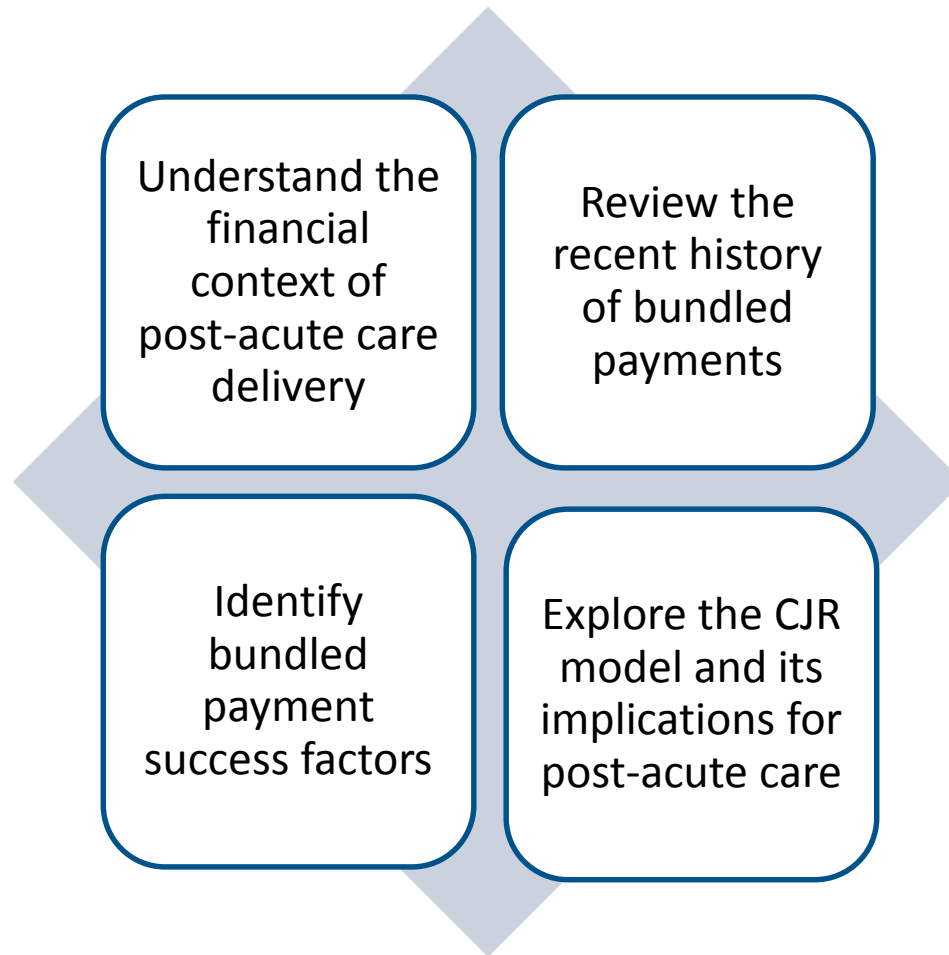 Understand the
financial
context of
post-acute care
delivery
Review the
recent history
of bundled
payments
Identify
bundled
payment
success factors
Explore the CJR
model and its
implications for
post-acute care